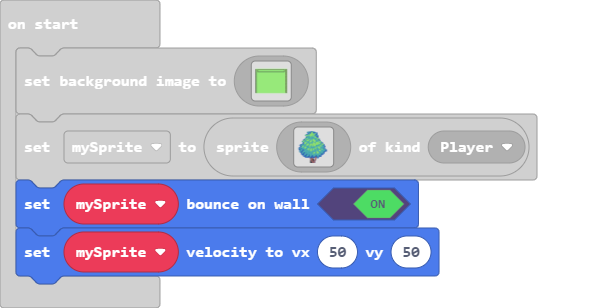 on start
set background image to
set mySprite to sprite of kind Player
set mySprite bounce on wall ON
set mySprite velocity to vx 50 vy 50